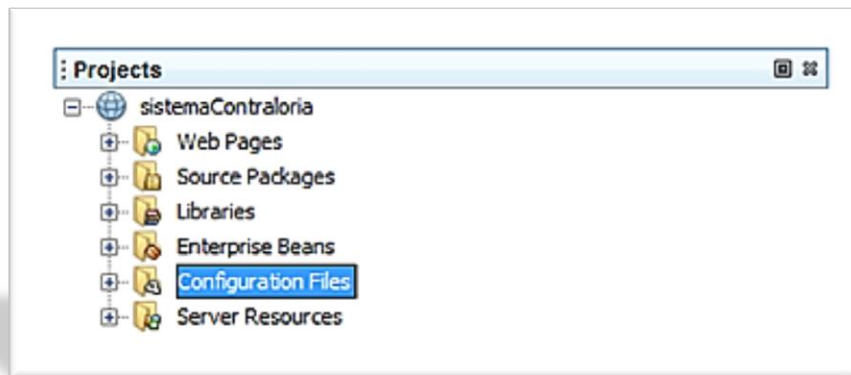 Projects
sistemaContraloria
Web Pages
Source Packages
Libraries
Enterprise Beans
Configuration Files
Server Resources